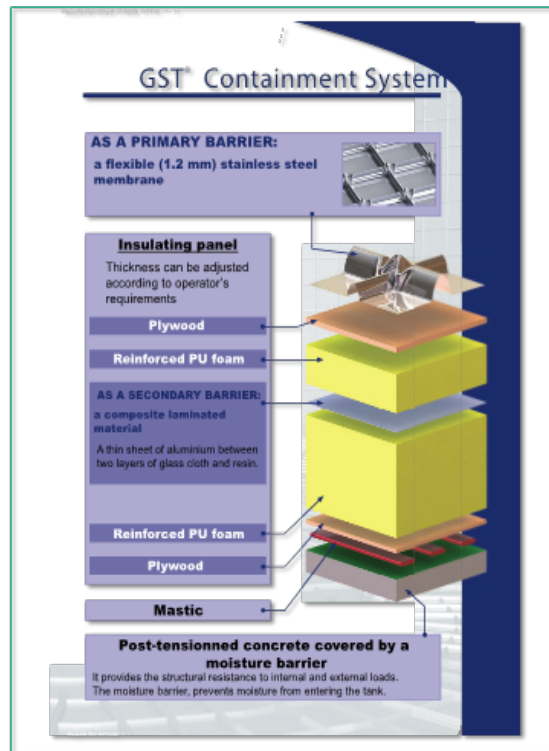 GST® Containment System
AS A PRIMARY BARRIER:
a flexible (1.2 mm) stainless steel
membrane
Insulating panel
Thickness can be adjusted
according to operator's
requirements
Plywood
Reinforced PU foam
AS A SECONDARY BARRIER:
a composite laminated
material
A thin sheet of aluminium between
two layers of glass cloth and resin.
Reinforced PU foam
Plywood
Mastic
Post-tensionned concrete covered by a
moisture barrier
It provides the structural resistance to internal and external loads.
The moisture barrier, prevents moisture from entering the tank.